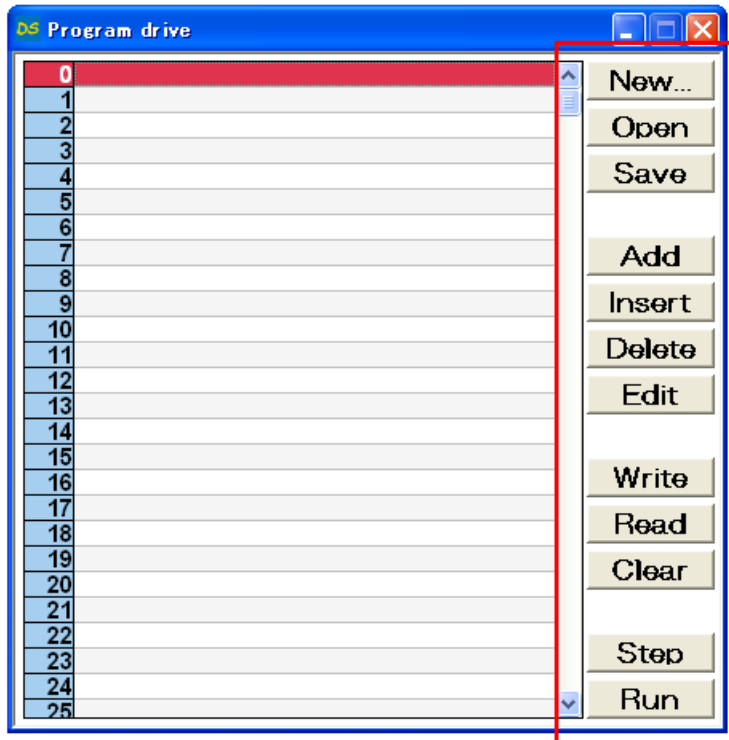 DS Program drive
0
1
2
3
4
5
6
7
8
9
10
11
12
13
14
15
16
17
18
19
20
21
22
23
24
25
New...
Open
Save
Add
Insert
Delete
Edit
Write
Read
Clear
Step
Run